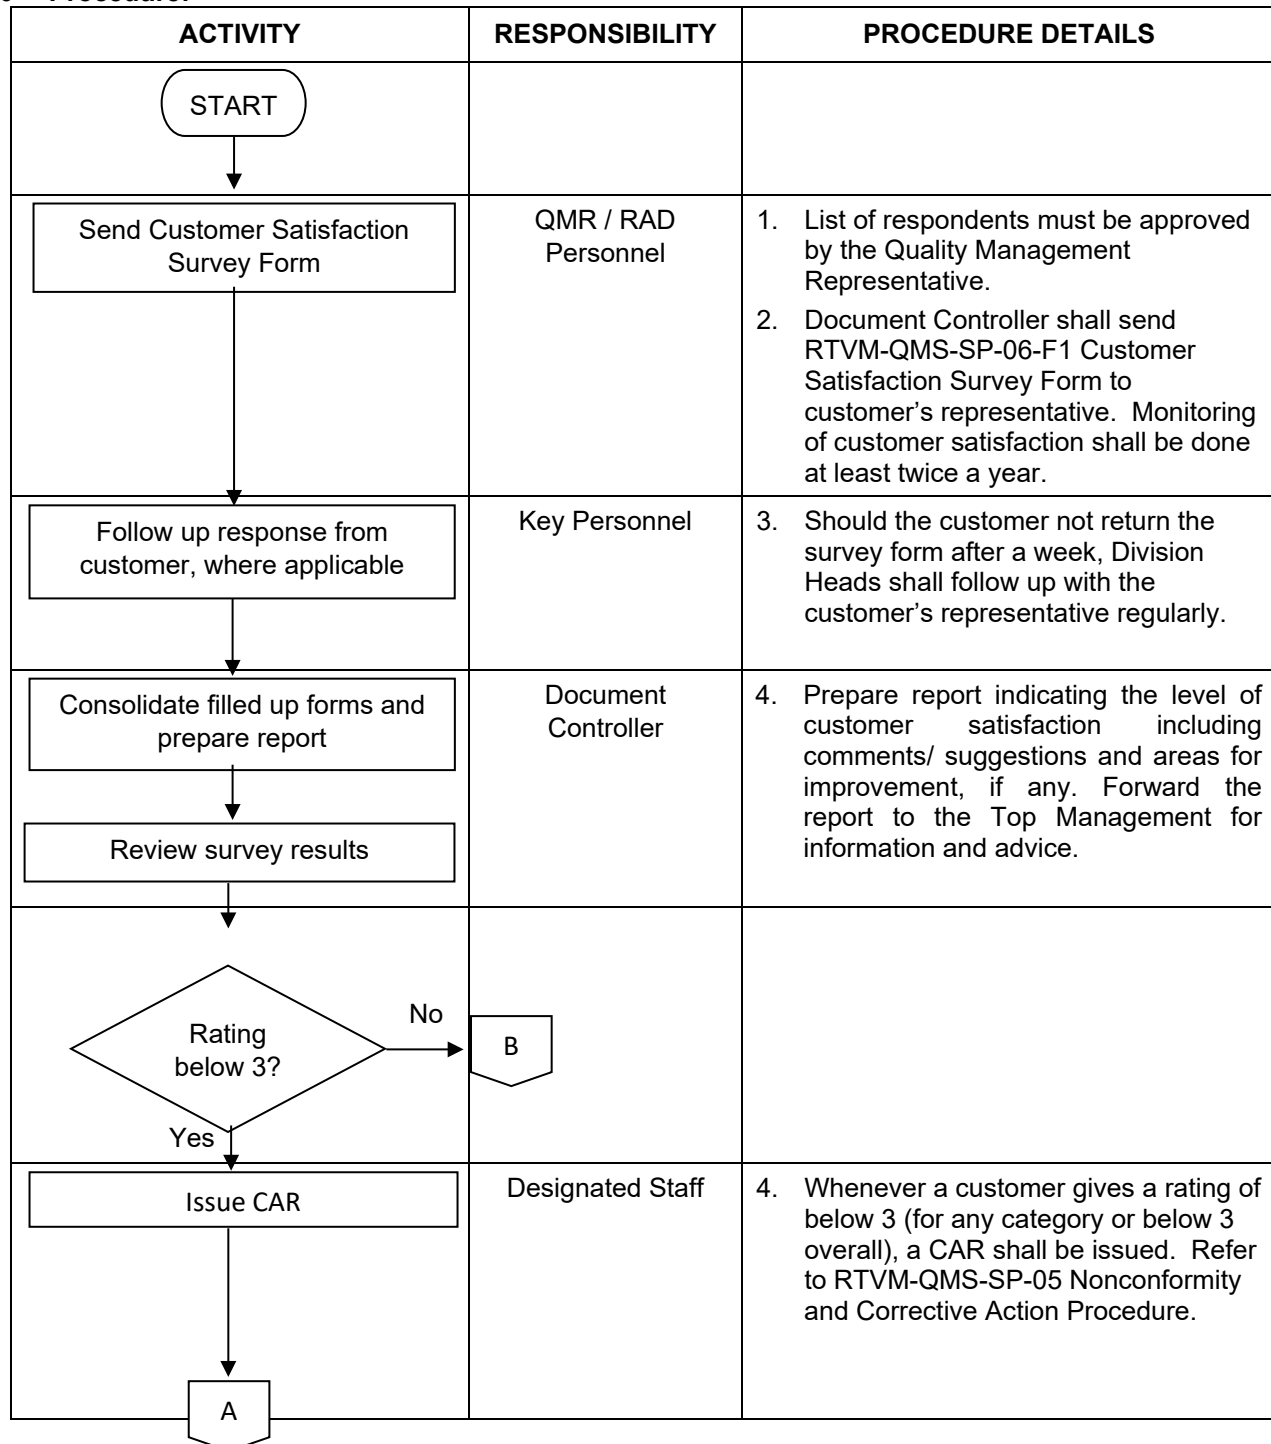 ACTIVITY
RESPONSIBILITY
PROCEDURE DETAILS
START
Send Customer Satisfaction
Survey Form
QMR / RAD
Personnel
1. List of respondents must be approved
by the Quality Management
Representative.
2. Document Controller shall send
RTVM-QMS-SP-06-F1 Customer
Satisfaction Survey Form to
customer’s representative. Monitoring
of customer satisfaction shall be done
at least twice a year.
Follow up response from
customer, where applicable
Key Personnel
3. Should the customer not return the
survey form after a week, Division
Heads shall follow up with the
customer’s representative regularly.
Consolidate filled up forms and
prepare report
Review survey results
Document
Controller
4. Prepare report indicating the level of
customer satisfaction including
comments/ suggestions and areas for
improvement, if any. Forward the
report to the Top Management for
information and advice.
Rating
below 3?
No
B
Yes
Issue CAR
Designated Staff
4. Whenever a customer gives a rating of
below 3 (for any category or below 3
overall), a CAR shall be issued. Refer
to RTVM-QMS-SP-05 Nonconformity
and Corrective Action Procedure.
A